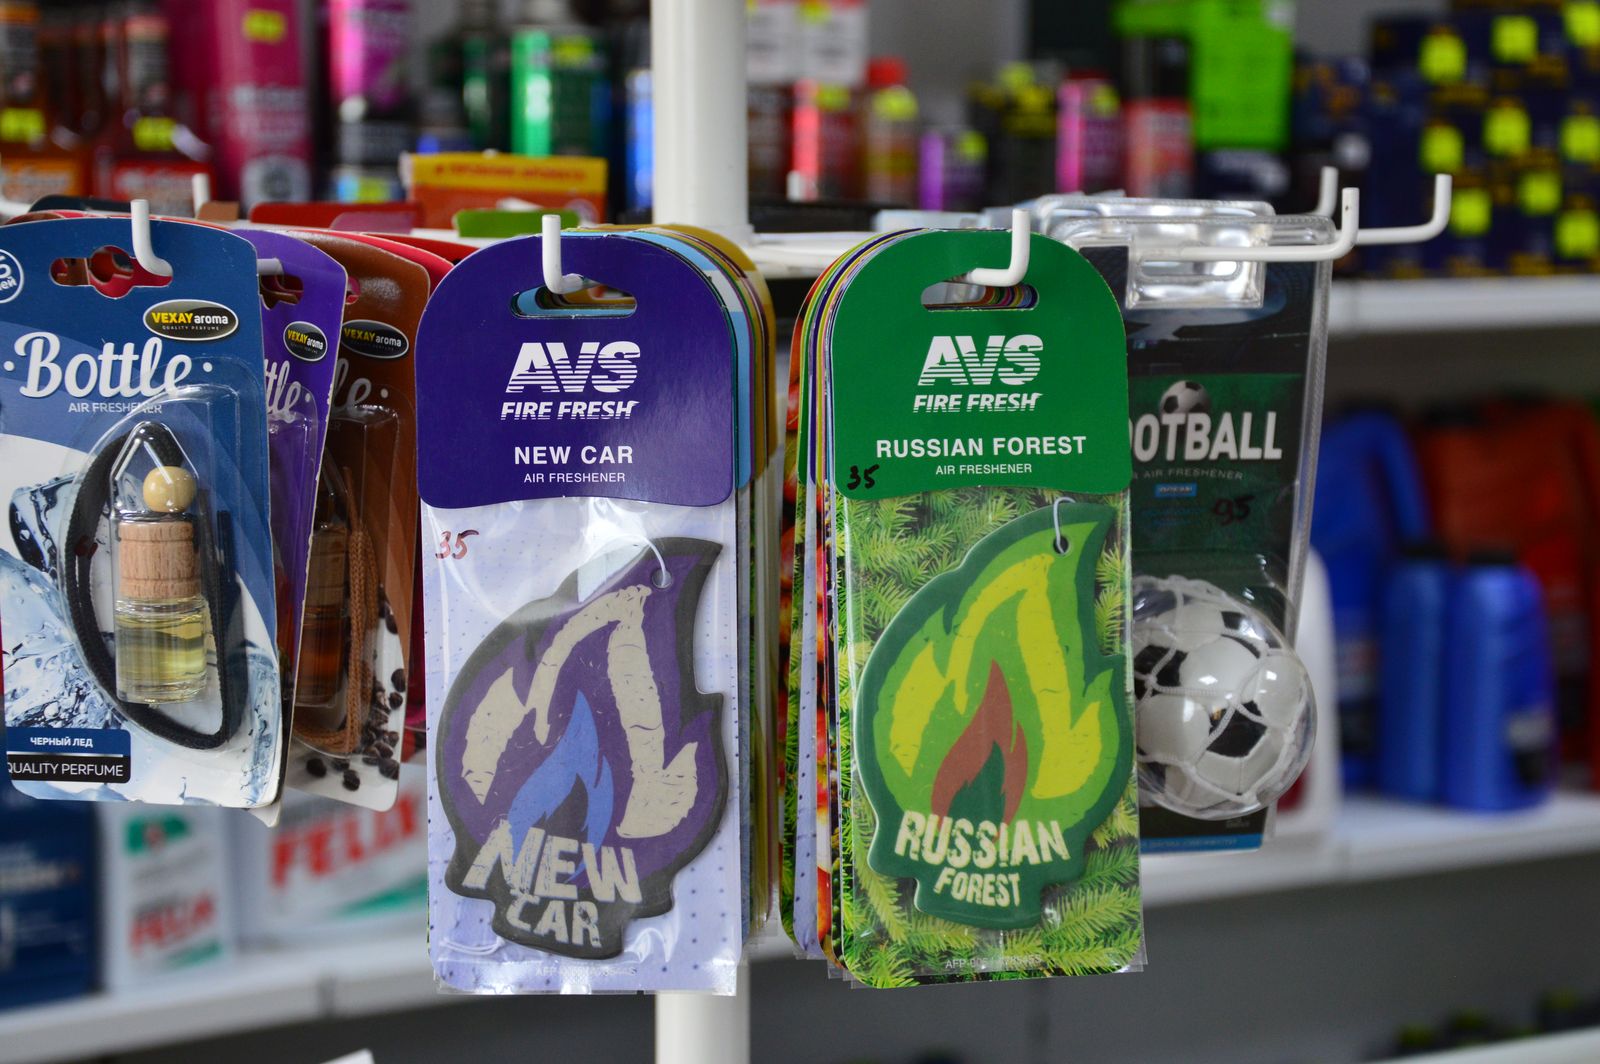 VEXAY aroma
QUALITY PERFUME
Bottle
AIR FRESHENER
ЧЕРНЫЙ ЛЕД
QUALITY PERFUME
VEXAY aroma
VEXAY aroma
AVS
FIRE FRESH
NEW CAR
AIR FRESHENER
35
NEW
CAR
AVS
FIRE FRESH
RUSSIAN FOREST
AIR FRESHENER
35
RUSSIAN
FOREST
OTBALL
AIR FRESHENER
OCEAN
95
FELIX
FELIX